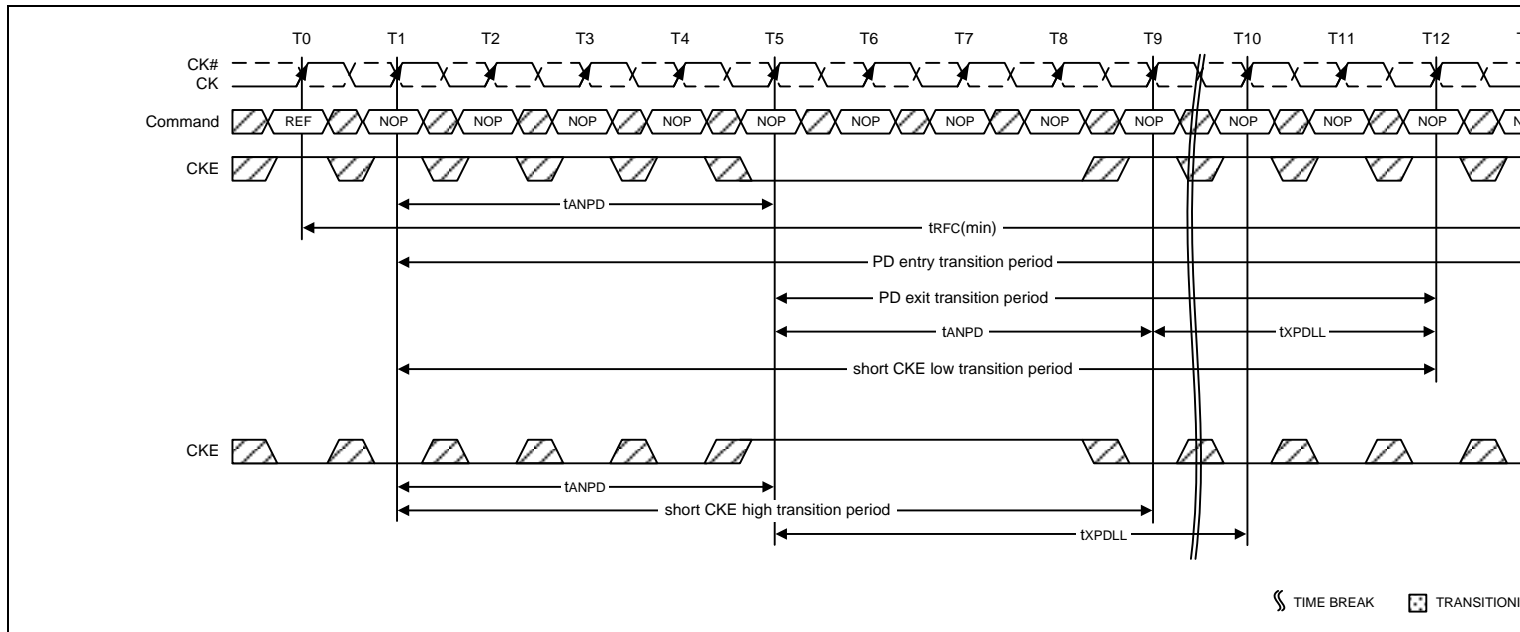 T0 T1 T2 T3 T4 T5 T6 T7 T8 T9 T10 T11 T12 T
CK#
CK
Command REF NOP NOP NOP NOP NOP NOP NOP NOP NOP NOP NOP NOP N
CKE
tANPD
tRFC(min)
PD entry transition period
PD exit transition period
tANPD tXPDLL
short CKE low transition period
CKE
tANPD
short CKE high transition period
tXPDLL
TIME BREAK TRANSITIONI